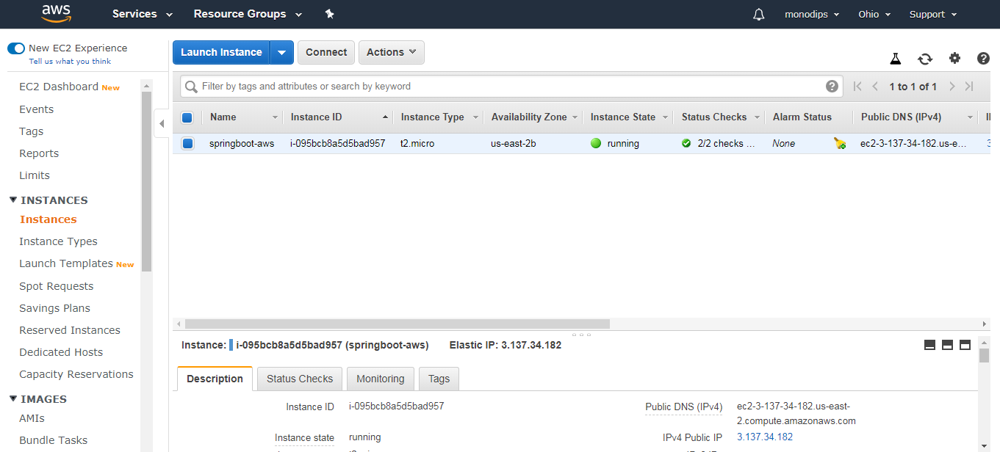 aws Services Resource Groups monodips Ohio Support
New EC2 Experience
Tell us what you think
EC2 Dashboard New
Events
Tags
Reports
Limits
INSTANCES
Instances
Instance Types
Launch Templates New
Spot Requests
Savings Plans
Reserved Instances
Dedicated Hosts
Capacity Reservations
IMAGES
AMIs
Bundle Tasks
Launch Instance Connect Actions
Filter by tags and attributes or search by keyword ? 1 to 1 of 1
Name Instance ID Instance Type Availability Zone Instance State Status Checks Alarm Status Public DNS (IPv4)
springboot-aws i-095bcb8a5d5bad957 t2.micro us-east-2b running 2/2 checks ... None ec2-3-137-34-182.us-e...
Instance: i-095bcb8a5d5bad957 (springboot-aws) Elastic IP: 3.137.34.182
Description Status Checks Monitoring Tags
Instance ID i-095bcb8a5d5bad957 Public DNS (IPv4) ec2-3-137-34-182.us-east-
2.compute.amazonaws.com
Instance state running IPv4 Public IP 3.137.34.182